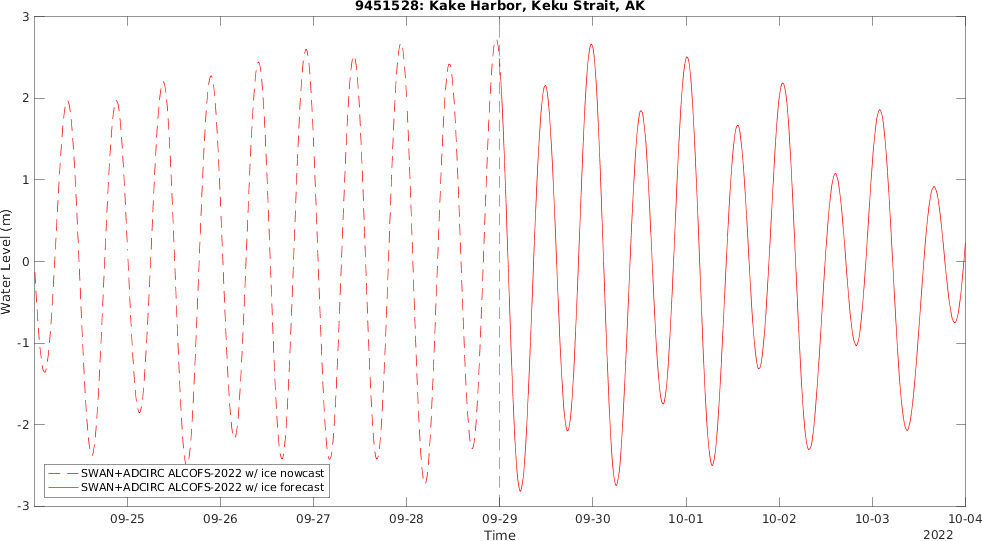 9451528: Kake Harbor, Keku Strait, AK
3
2
1
0
-1
-2
-3
Water Level (m)
SWAN+ADCIRC ALCOFS-2022 w/ ice nowcast
SWAN+ADCIRC ALCOFS-2022 w/ ice forecast
09-25 09-26 09-27 09-28 09-29 09-30 10-01 10-02 10-03 10-04
Time
2022